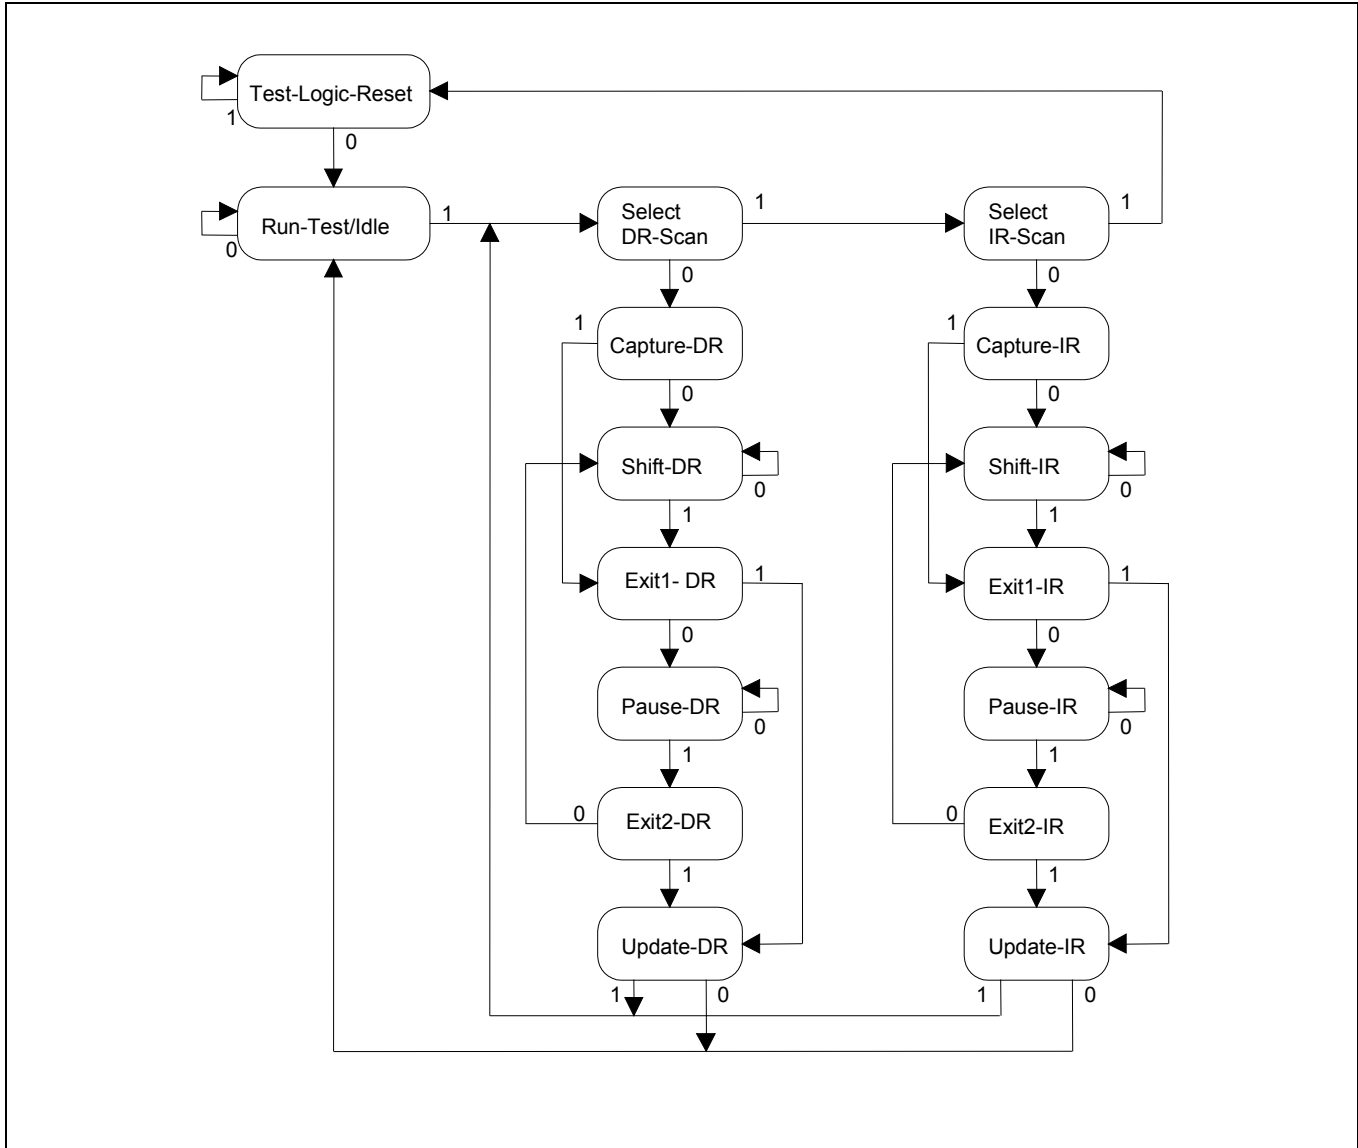 Test-Logic-Reset
1
0
Run-Test/Idle
1
0
Select
DR-Scan
1
0
Select
IR-Scan
1
0
1
Capture-DR
0
1
Capture-IR
0
Shift-DR
0
1
Shift-IR
0
1
Exit1- DR
1
0
Exit1-IR
1
0
Pause-DR
0
1
Pause-IR
0
1
0
Exit2-DR
1
0
Exit2-IR
1
Update-DR
1
0
Update-IR
1
0